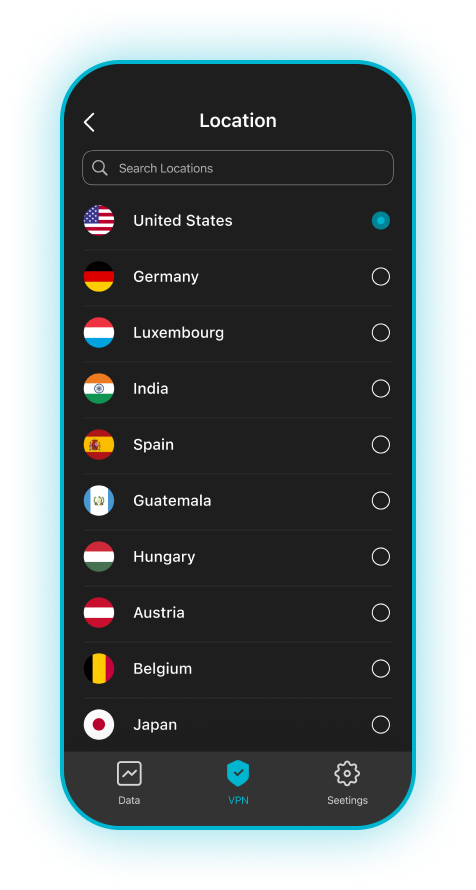 Location
Search Locations
United States
Germany
Luxembourg
India
Spain
Guatemala
Hungary
Austria
Belgium
Japan
Data
VPN
Seetings